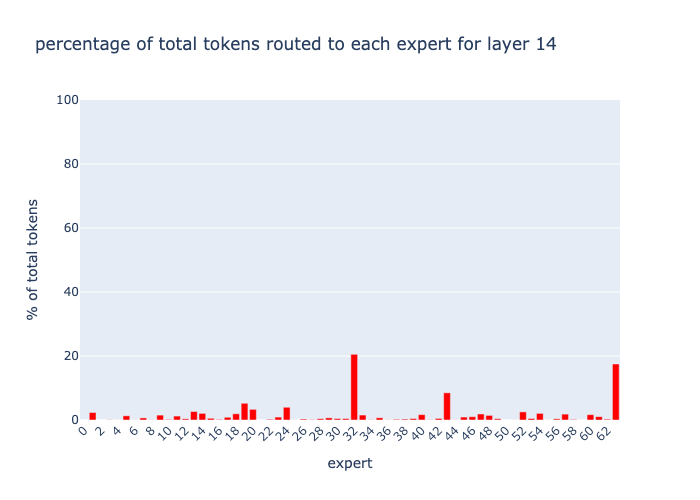 percentage of total tokens routed to each expert for layer 14
100
80
60
40
20
0
% of total tokens
0 2 4 6 8 10 12 14 16 18 20 22 24 26 28 30 32 34 36 38 40 42 44 46 48 50 52 54 56 58 60 62
expert